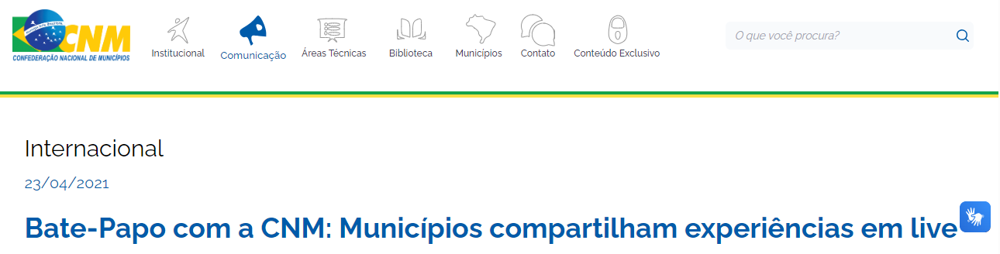 CNM
CONFEDERAÇÃO NACIONAL DE MUNICÍPIOS
Institucional
Comunicação
Áreas Técnicas
Biblioteca
Municípios
Contato
Conteúdo Exclusivo
O que você procura?
Internacional
23/04/2021
Bate-Papo com a CNM: Municípios compartilham experiências em live